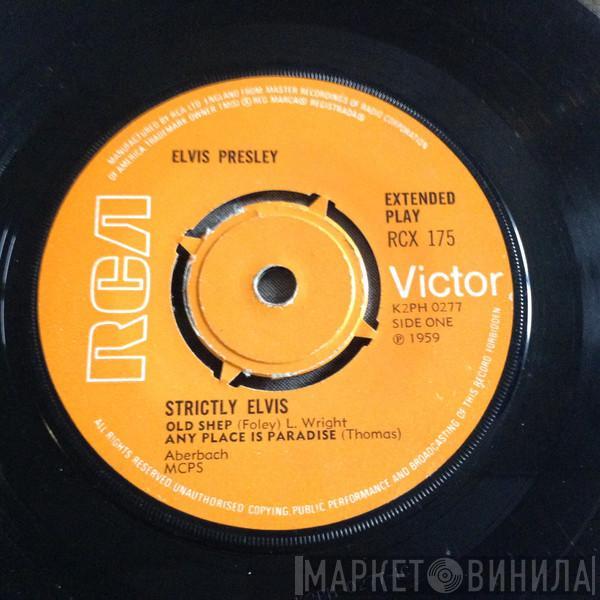 MANUFACTURED BY RCA LTD ENGLAND FROM MASTER RECORDINGS OF RADIO CORPORATION
OF AMERICA TRADEMARK OWNER (M5) ® REG MARCA® REGISTRADA®
ELVIS PRESLEY
EXTENDED
PLAY
RCX 175
RCA
Victor
K2PH 0277
SIDE ONE
℗ 1959
STRICTLY ELVIS
OLD SHEP (Foley) L. Wright
ANY PLACE IS PARADISE (Thomas)
Aberbach
MCPS
ALL RIGHTS RESERVED UNAUTHORISED COPYING, PUBLIC PERFORMANCE AND BROADCASTING OF THIS RECORD FORBIDDEN
МАРКЕТ ВИНИЛА